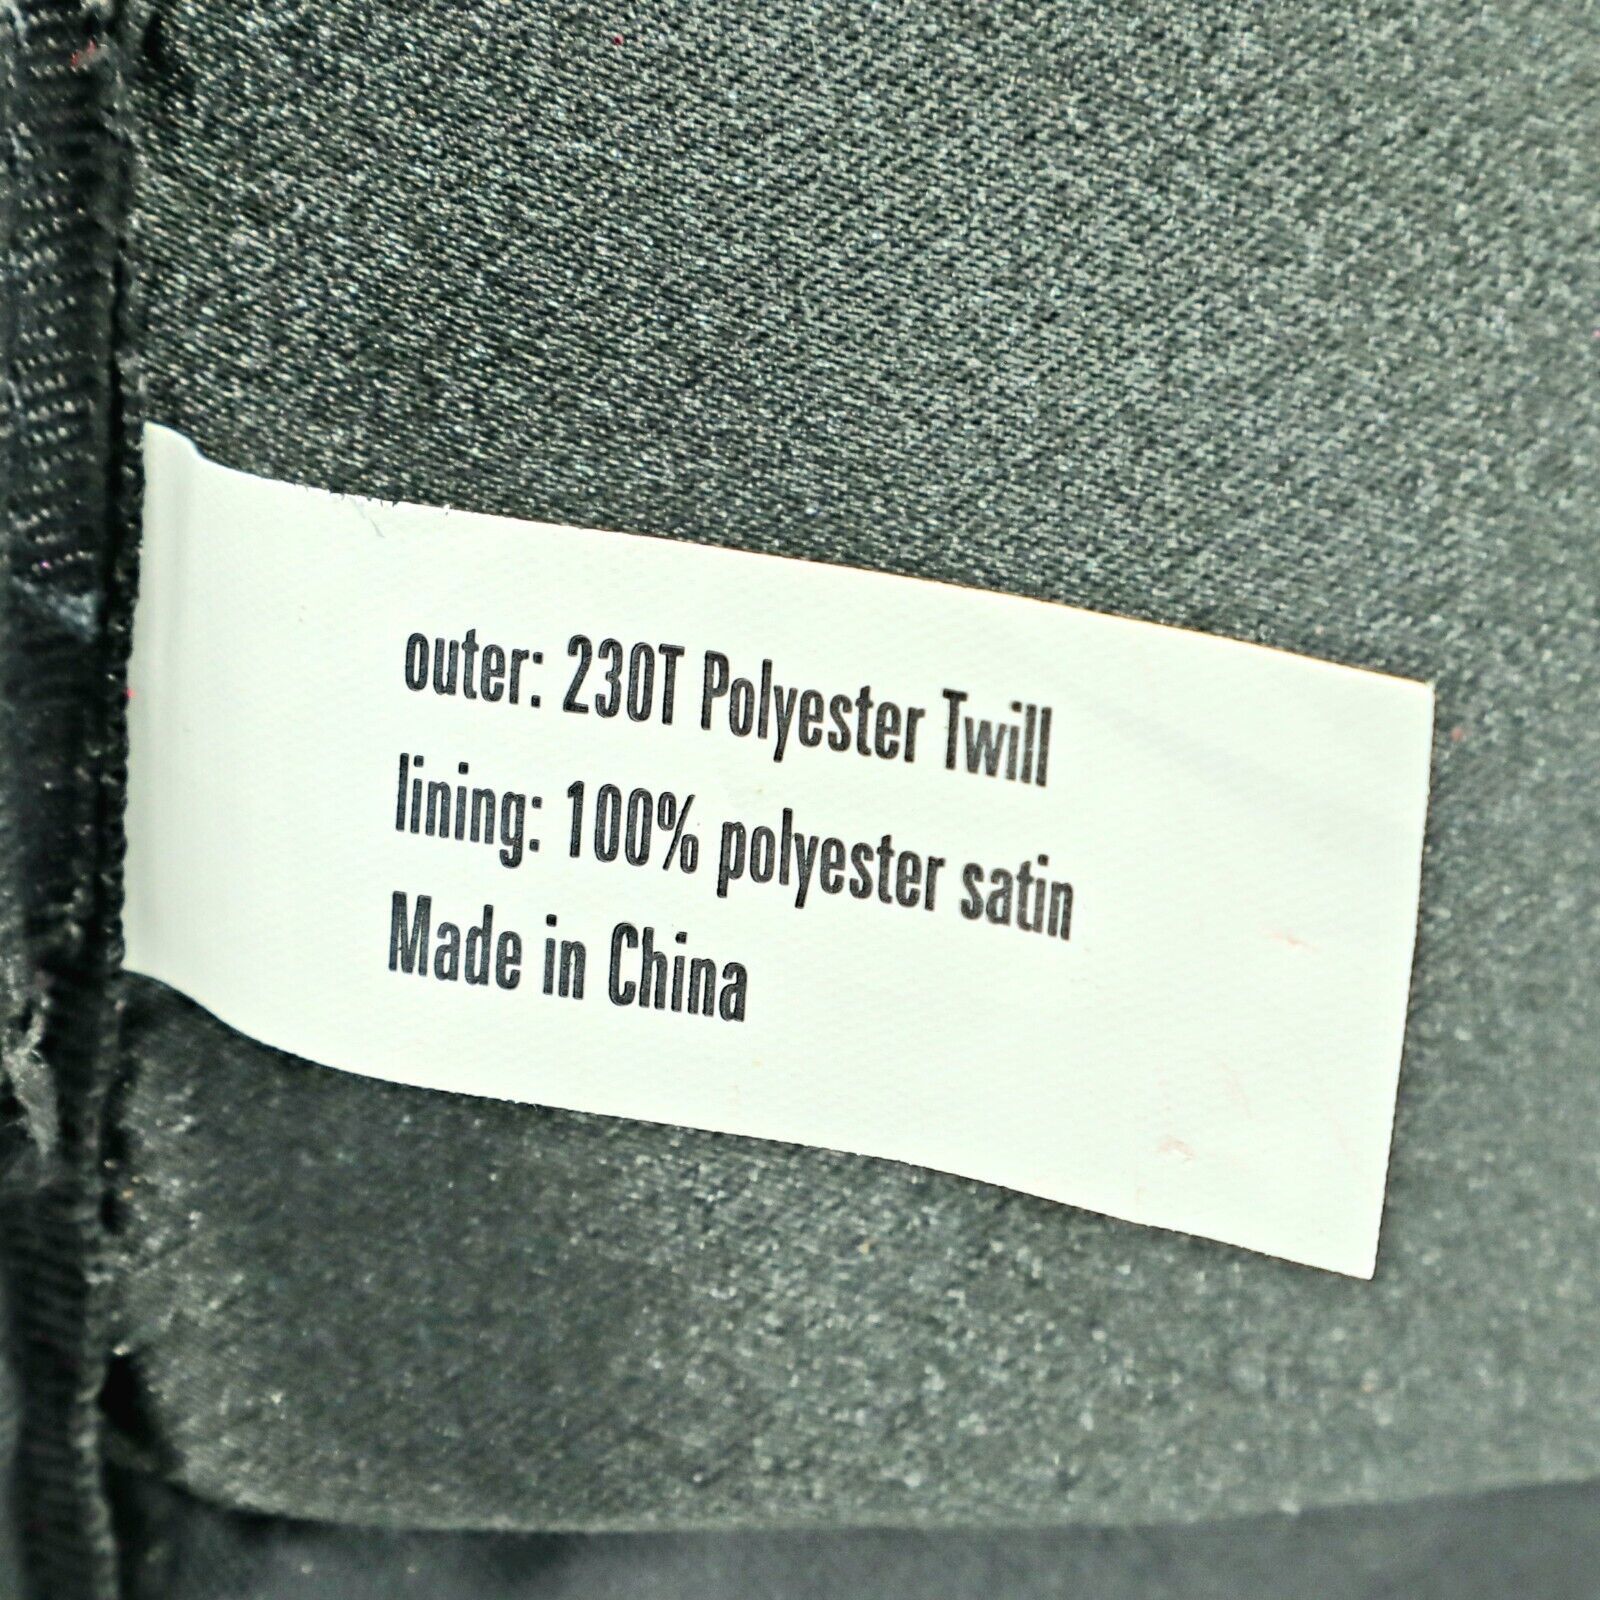 outer: 230T Polyester Twill
lining: 100% polyester satin
Made in China